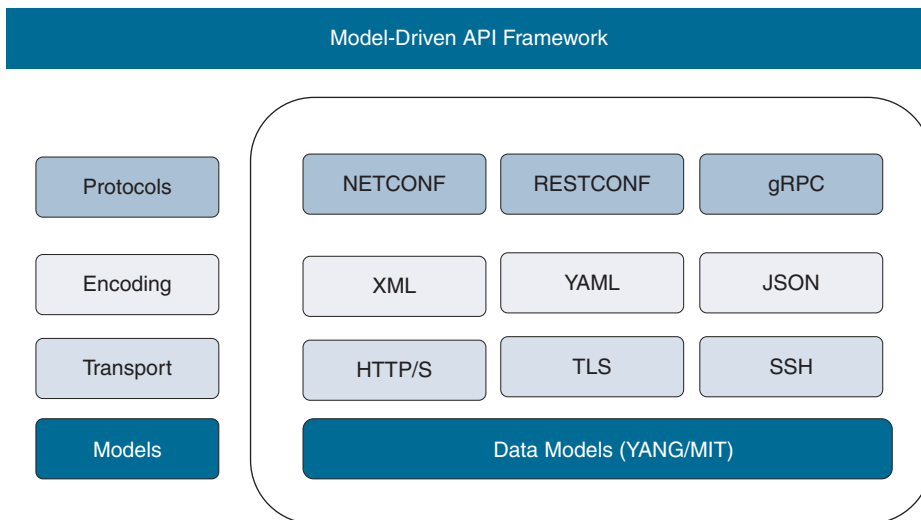 Model-Driven API Framework
Protocols
NETCONF
RESTCONF
gRPC
Encoding
XML
YAML
JSON
Transport
HTTP/S
TLS
SSH
Models
Data Models (YANG/MIT)